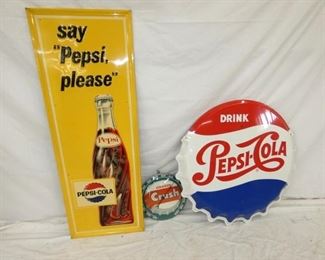 say
"Pepsi,
please"
Pepsi
PEPSI-COLA
Crush
DRINK
PEPSI-COLA